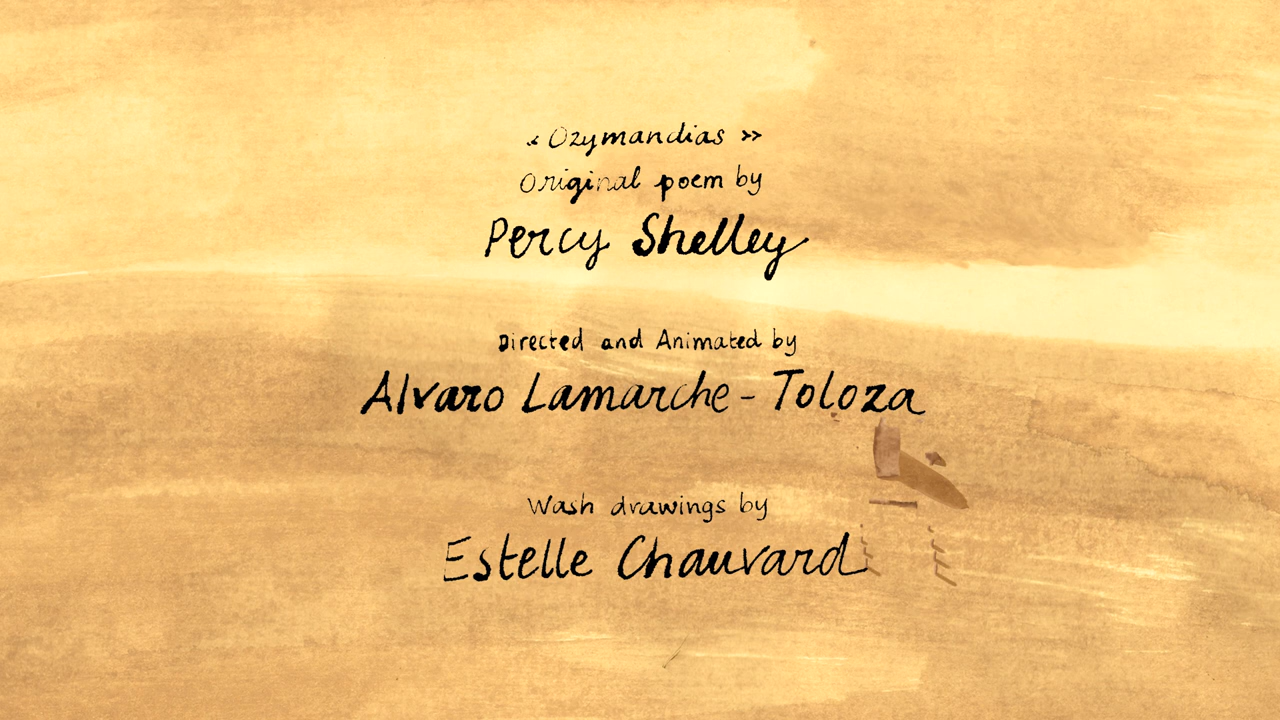 « Ozymandias »
Original poem by
Percy Shelley
Directed and Animated by
Alvaro Lamarche - Toloza
Wash drawings by
Estelle Chauvard